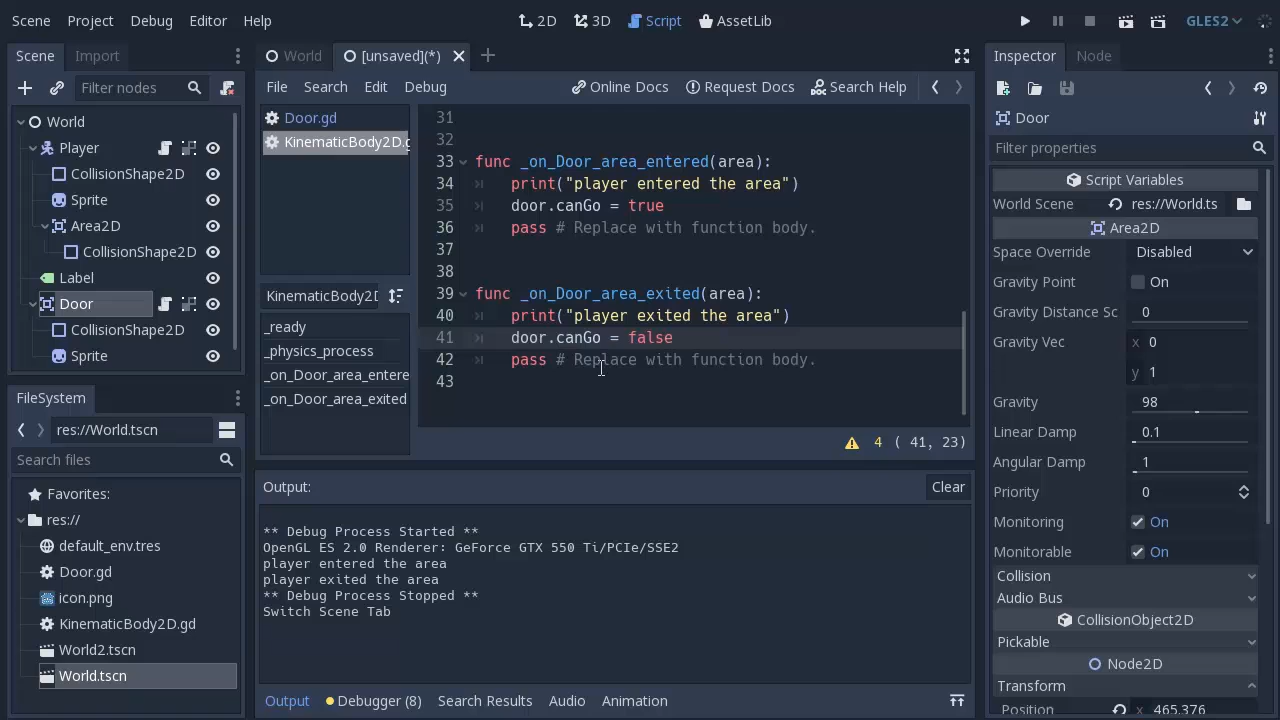 Scene Project Debug Editor Help
2D 3D Script AssetLib
GLES2
Scene Import
World [unsaved](*)
Inspector Node
Filter nodes
File Search Edit Debug
Online Docs Request Docs Search Help
World
Player
CollisionShape2D
Sprite
Area2D
CollisionShape2D
Label
Door
CollisionShape2D
Sprite
Door.gd
KinematicBody2D.g
KinematicBody2D
_ready
_physics_process
_on_Door_area_entere
_on_Door_area_exited
31
32
33 func _on_Door_area_entered(area):
34 print("player entered the area")
35 door.canGo = true
36 pass # Replace with function body.
37
38
39 func _on_Door_area_exited(area):
40 print("player exited the area")
41 door.canGo = false
42 pass # Replace with function body.
43
4 ( 41, 23)
FileSystem
res://World.tscn
Search files
Favorites:
res://
default_env.tres
Door.gd
icon.png
KinematicBody2D.gd
World2.tscn
World.tscn
Output:
Clear
** Debug Process Started **
OpenGL ES 2.0 Renderer: GeForce GTX 550 Ti/PCIe/SSE2
player entered the area
player exited the area
** Debug Process Stopped **
Switch Scene Tab
Output Debugger (8) Search Results Audio Animation
Door
Filter properties
Script Variables
World Scene res://World.ts
Area2D
Space Override Disabled
Gravity Point On
Gravity Distance Sc 0
Gravity Vec x 0
y 1
Gravity 98
Linear Damp 0.1
Angular Damp 1
Priority 0
Monitoring On
Monitorable On
Collision
Audio Bus
CollisionObject2D
Pickable
Node2D
Transform
Position x 465.376